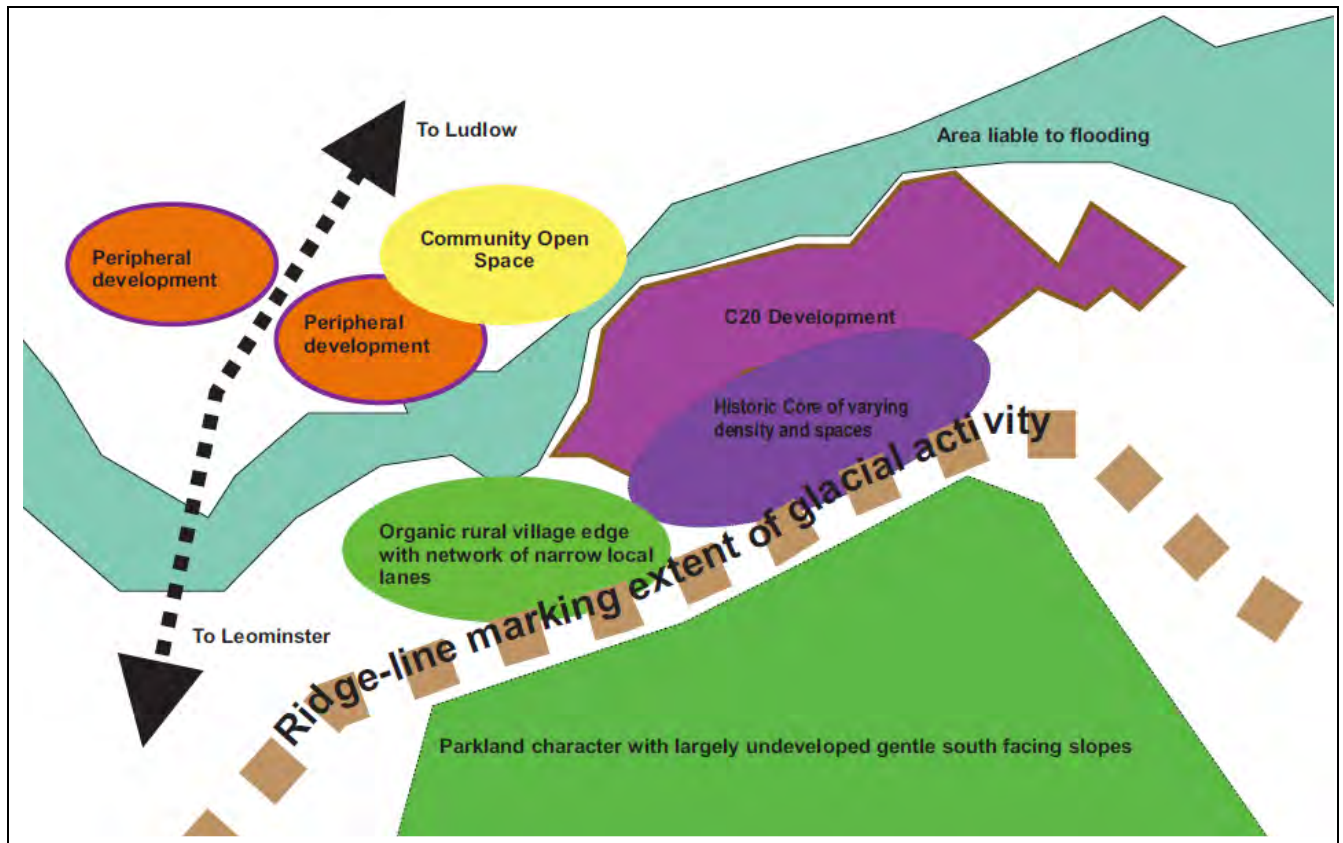 To Ludlow
Area liable to flooding
Community Open
Space
Peripheral
development
Peripheral
development
C20 Development
Historic Core of varying
density and spaces
Organic rural village edge
with network of narrow local
lanes
Ridge-line marking extent of glacial activity
To Leominster
Parkland character with largely undeveloped gentle south facing slopes